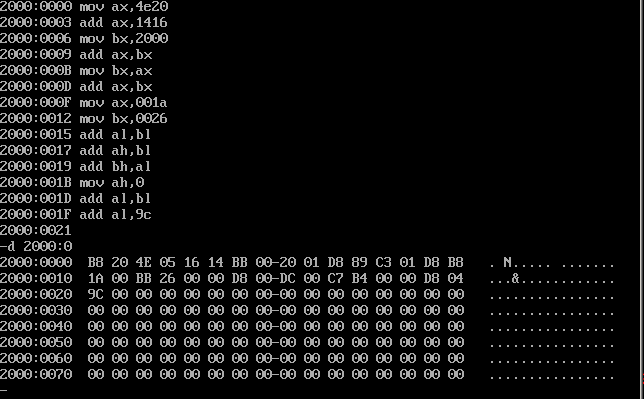 2000:0000 mov ax,4e20
2000:0003 add ax,1416
2000:0006 mov bx,2000
2000:0009 add ax,bx
2000:000B mov bx,ax
2000:000D add ax,bx
2000:000F mov ax,001a
2000:0012 mov bx,0026
2000:0015 add al,bl
2000:0017 add ah,bl
2000:0019 add bh,al
2000:001B mov ah,0
2000:001D add al,bl
2000:001F add al,9c
2000:0021
-d 2000:0
2000:0000  B8 20 4E 05 16 14 BB 00-20 01 D8 89 C3 01 D8 B8   . N..... .......
2000:0010  1A 00 BB 26 00 00 D8 00-DC 00 C7 B4 00 00 D8 04   ...&............
2000:0020  9C 00 00 00 00 00 00 00-00 00 00 00 00 00 00 00   ................
2000:0030  00 00 00 00 00 00 00 00-00 00 00 00 00 00 00 00   ................
2000:0040  00 00 00 00 00 00 00 00-00 00 00 00 00 00 00 00   ................
2000:0050  00 00 00 00 00 00 00 00-00 00 00 00 00 00 00 00   ................
2000:0060  00 00 00 00 00 00 00 00-00 00 00 00 00 00 00 00   ................
2000:0070  00 00 00 00 00 00 00 00-00 00 00 00 00 00 00 00   ................
-